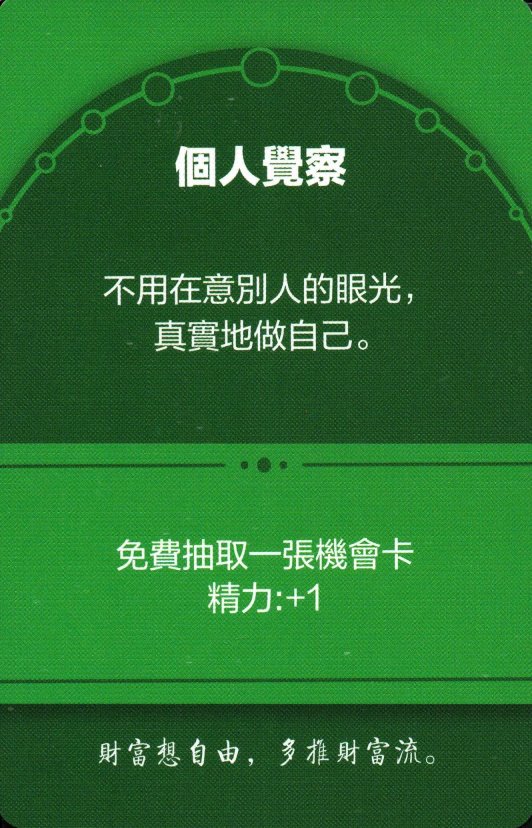 個人覺察
不用在意別人的眼光，
真實地做自己。
免費抽取一張機會卡
精力:+1
財富想自由，多推財富流。